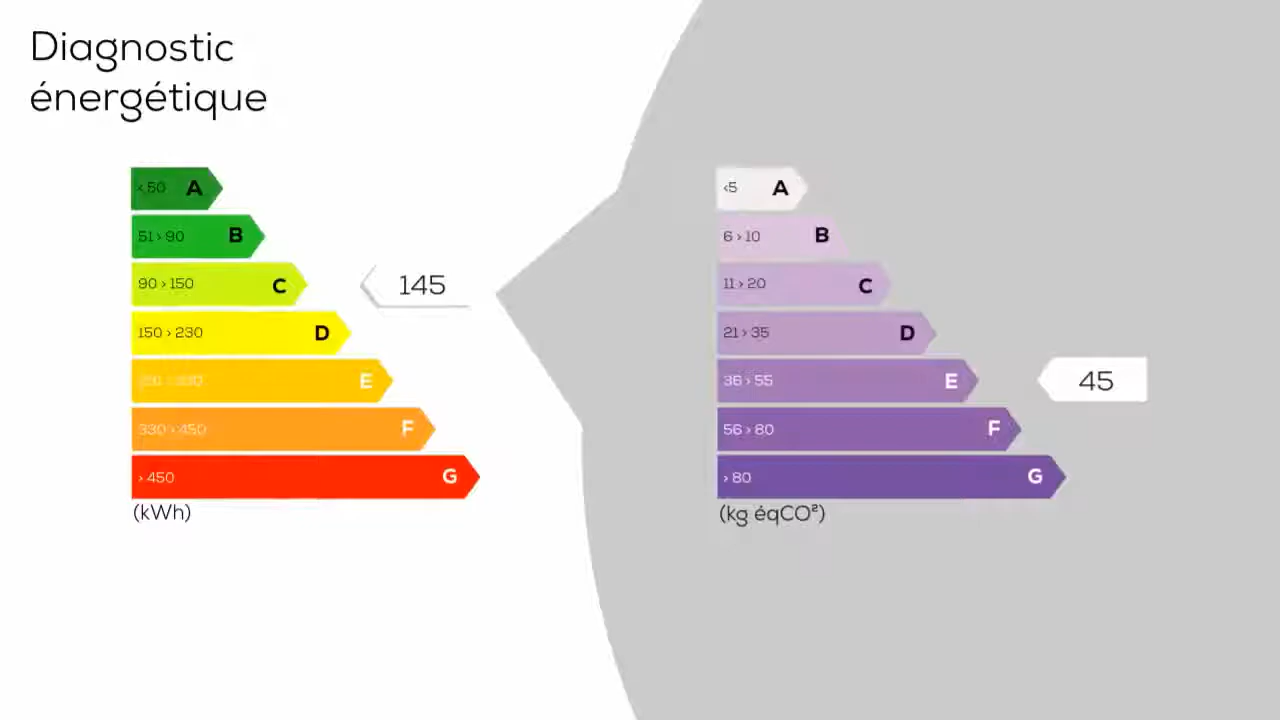 Diagnostic
énergétique
< 50 A
51 > 90 B
90 > 150 C
145
150 > 230 D
E
330 > 450 F
> 450 G
(kWh)
<5 A
6 > 10 B
11 > 20 C
21 > 35 D
36 > 55 E
45
56 > 80 F
> 80 G
(kg éqCO²)